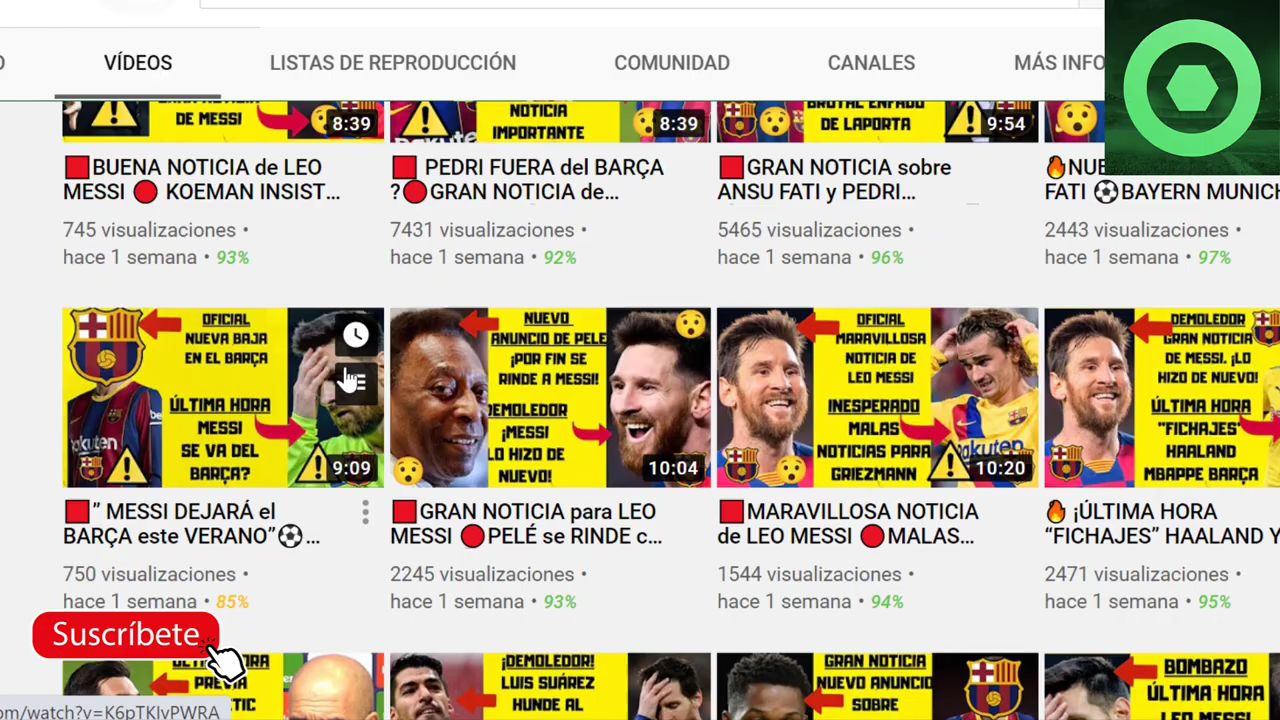 VÍDEOS LISTAS DE REPRODUCCIÓN COMUNIDAD CANALES MÁS INFO
DE MESSI
8:39
NOTICIA
IMPORTANTE
8:39
BRUTAL ENFADO
DE LAPORTA
9:54
BUENA NOTICIA de LEO
MESSI KOEMAN INSIST...
745 visualizaciones •
hace 1 semana • 93%
PEDRI FUERA del BARÇA
? GRAN NOTICIA de...
7431 visualizaciones •
hace 1 semana • 92%
GRAN NOTICIA sobre
ANSU FATI y PEDRI...
5465 visualizaciones •
hace 1 semana • 96%
FATI BAYERN MUNICH
2443 visualizaciones •
hace 1 semana • 97%
OFICIAL
NUEVA BAJA
EN EL BARÇA
ÚLTIMA HORA
MESSI
SE VA DEL
BARÇA?
9:09
NUEVO
ANUNCIO DE PELE
¡POR FIN SE
RINDE A MESSI!
DEMOLEDOR
¡MESSI
LO HIZO DE
NUEVO!
10:04
OFICIAL
MARAVILLOSA
NOTICIA DE
LEO MESSI
INESPERADO
MALAS
NOTICIAS PARA
GRIEZMANN
10:20
DEMOLEDOR
GRAN NOTICIA
DE MESSI. ¡LO
HIZO DE NUEVO!
ÚLTIMA HORA
"FICHAJES"
HAALAND
MBAPPE BARÇA
” MESSI DEJARÁ el
BARÇA este VERANO” ...
750 visualizaciones •
hace 1 semana • 85%
GRAN NOTICIA para LEO
MESSI PELÉ se RINDE c...
2245 visualizaciones •
hace 1 semana • 93%
MARAVILLOSA NOTICIA
de LEO MESSI MALAS...
1544 visualizaciones •
hace 1 semana • 94%
¡ÚLTIMA HORA
“FICHAJES” HAALAND Y
2471 visualizaciones •
hace 1 semana • 95%
Suscríbete
PREVIA
¡DEMOLEDOR!
LUIS SUÁREZ
HUNDE AL
GRAN NOTICIA
NUEVO ANUNCIO
SOBRE
BOMBAZO
ÚLTIMA HORA
LEO MESSI
om/watch?v=K6pTKIvPWRA